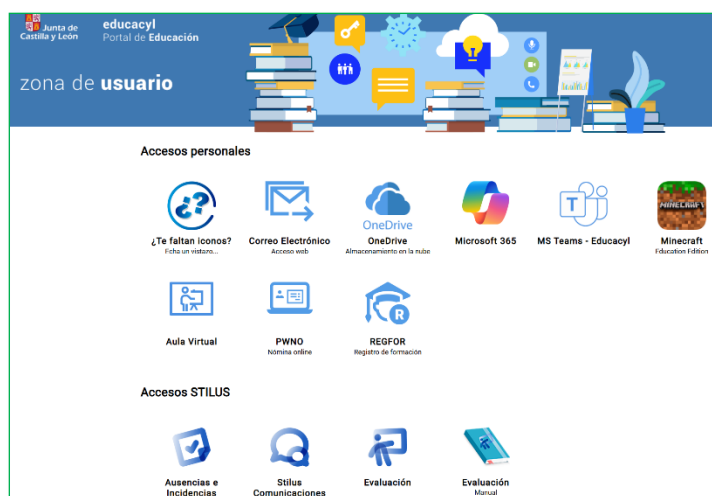 Junta de
Castilla y León
educacyl
Portal de Educación
zona de usuario
Accesos personales
¿Te faltan iconos?
Echa un vistazo...
Correo Electrónico
Acceso web
OneDrive
OneDrive
Almacenamiento en la nube
Microsoft 365
T
MS Teams - Educacyl
MINECRAFT
Minecraft
Education Edition
Aula Virtual
PWNO
Nómina online
R
REGFOR
Registro de formación
Accesos STILUS
Ausencias e
Incidencias
Stilus
Comunicaciones
Evaluación
Evaluación
Manual